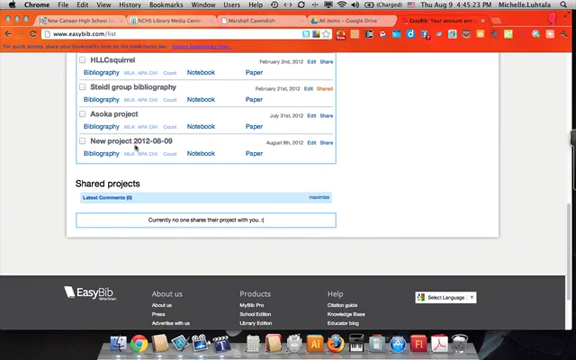 Chrome File Edit View History Bookmarks Window Users Help (Charged) Thu Aug 9 4:45:23 PM Michelle.Luhtala
New Canaan High School NCHS Library Media Center Marshall Cavendish All items - Google Drive EasyBib: Your account and
www.easybib.com/list
For quick access, place your bookmarks here on the bookmarks bar.
HLLCsquirrel February 2nd, 2012 Edit Share
Bibliography MLA APA CHI Count Notebook Paper
Steidl group bibliography February 21st, 2012 Edit Shared
Bibliography MLA APA CHI Count Notebook Paper
Asoka project July 31st, 2012 Edit Share
Bibliography MLA APA CHI Count Notebook Paper
New project 2012-08-09 August 9th, 2012 Edit Share
Bibliography MLA APA CHI Count Notebook Paper
Shared projects
Latest Comments (0) maximize
Currently no one shares their project with you. :(
EasyBib About us Products Help Select Language
About us MyBib Pro Citation guide
Press School Edition Knowledge Base
Advertise with us Library Edition Educator blog